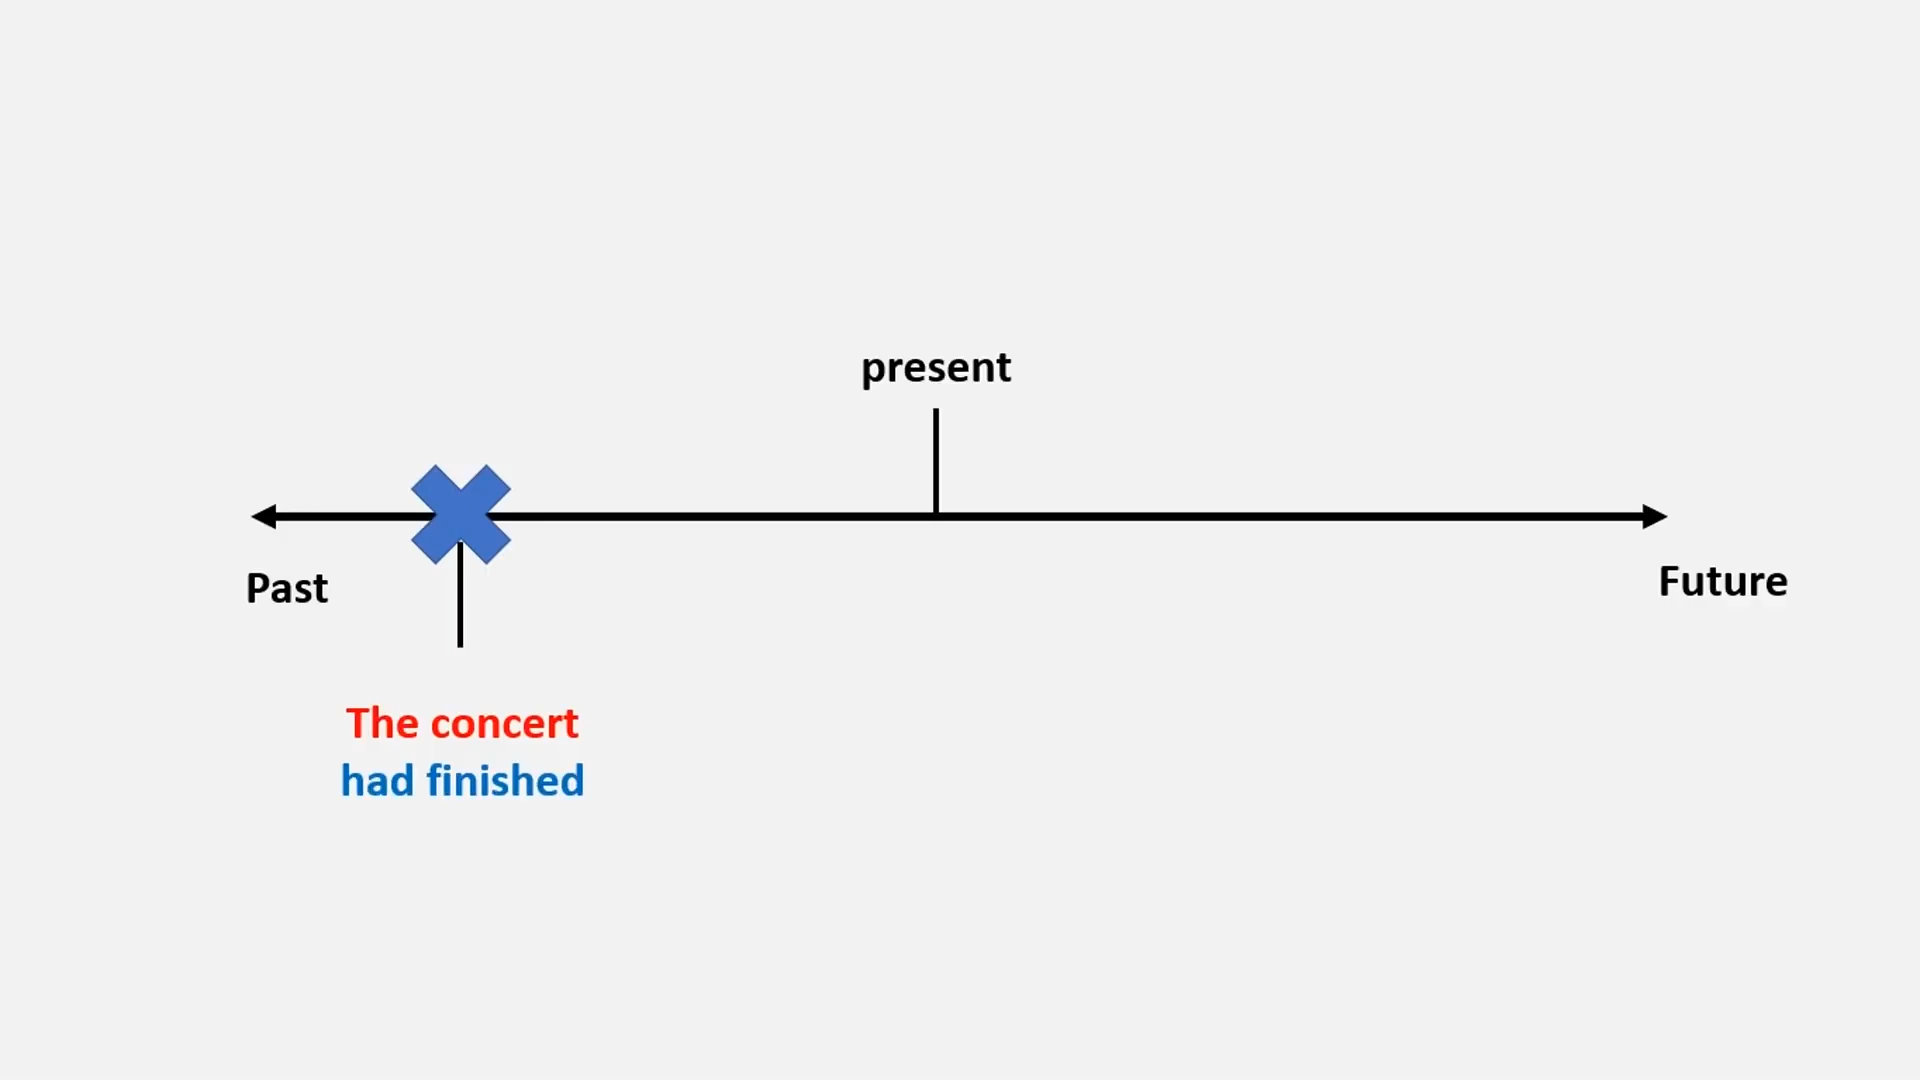 present
Past
Future
The concert
had finished